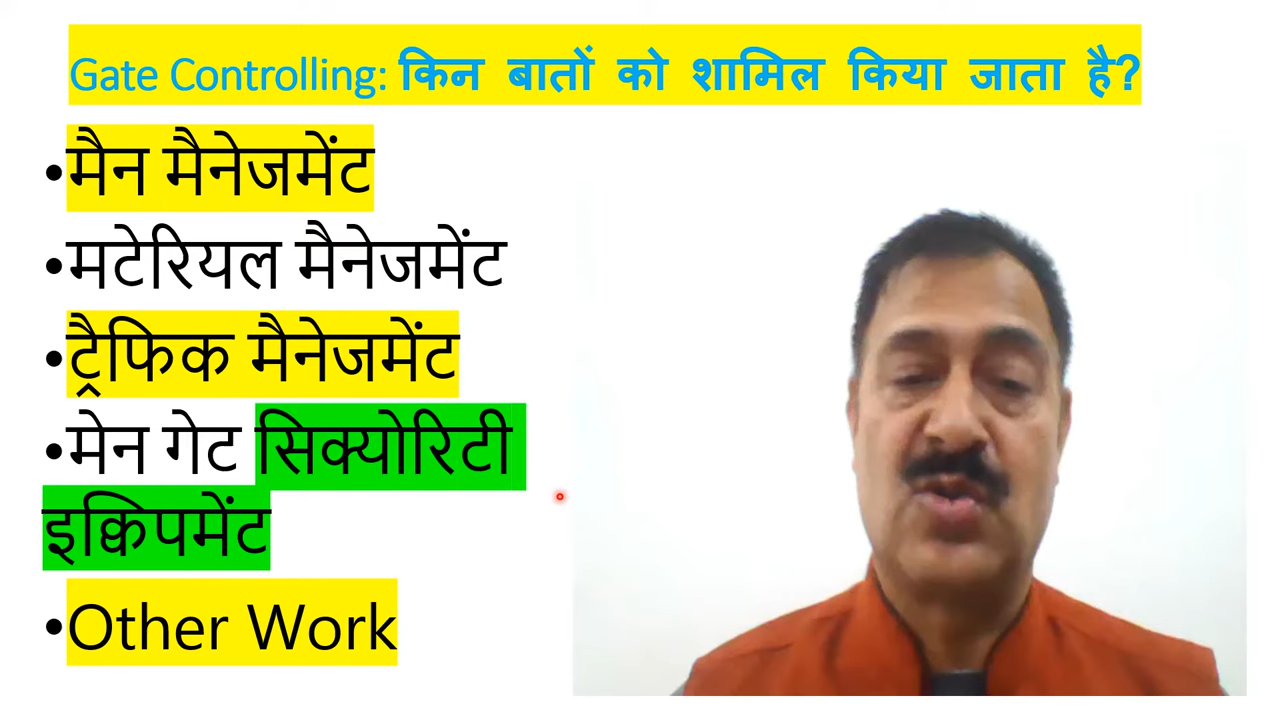 Gate Controlling: किन बातों को शामिल किया जाता है?
•मैन मैनेजमेंट
•मटेरियल मैनेजमेंट
•ट्रैफिक मैनेजमेंट
•मेन गेट सिक्योरिटी
इक्विपमेंट
•Other Work